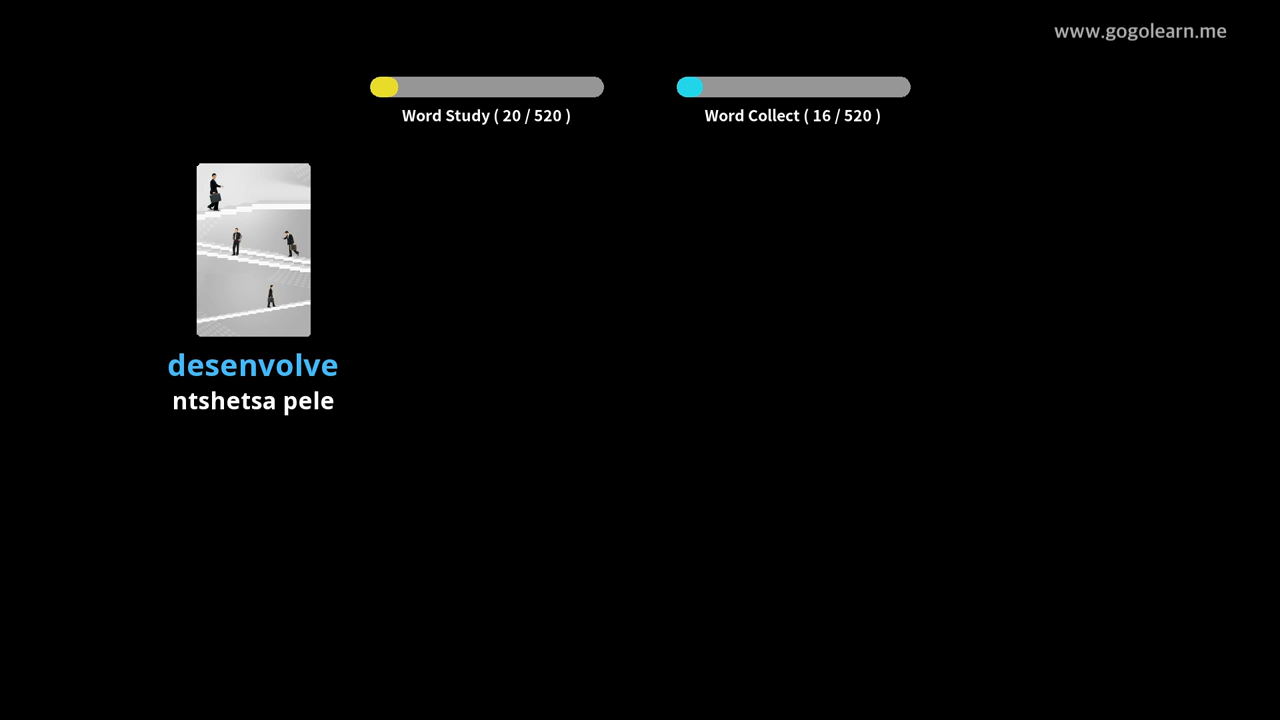 www.gogolearn.me
Word Study ( 20 / 520 )
Word Collect ( 16 / 520 )
desenvolve
ntshetsa pele